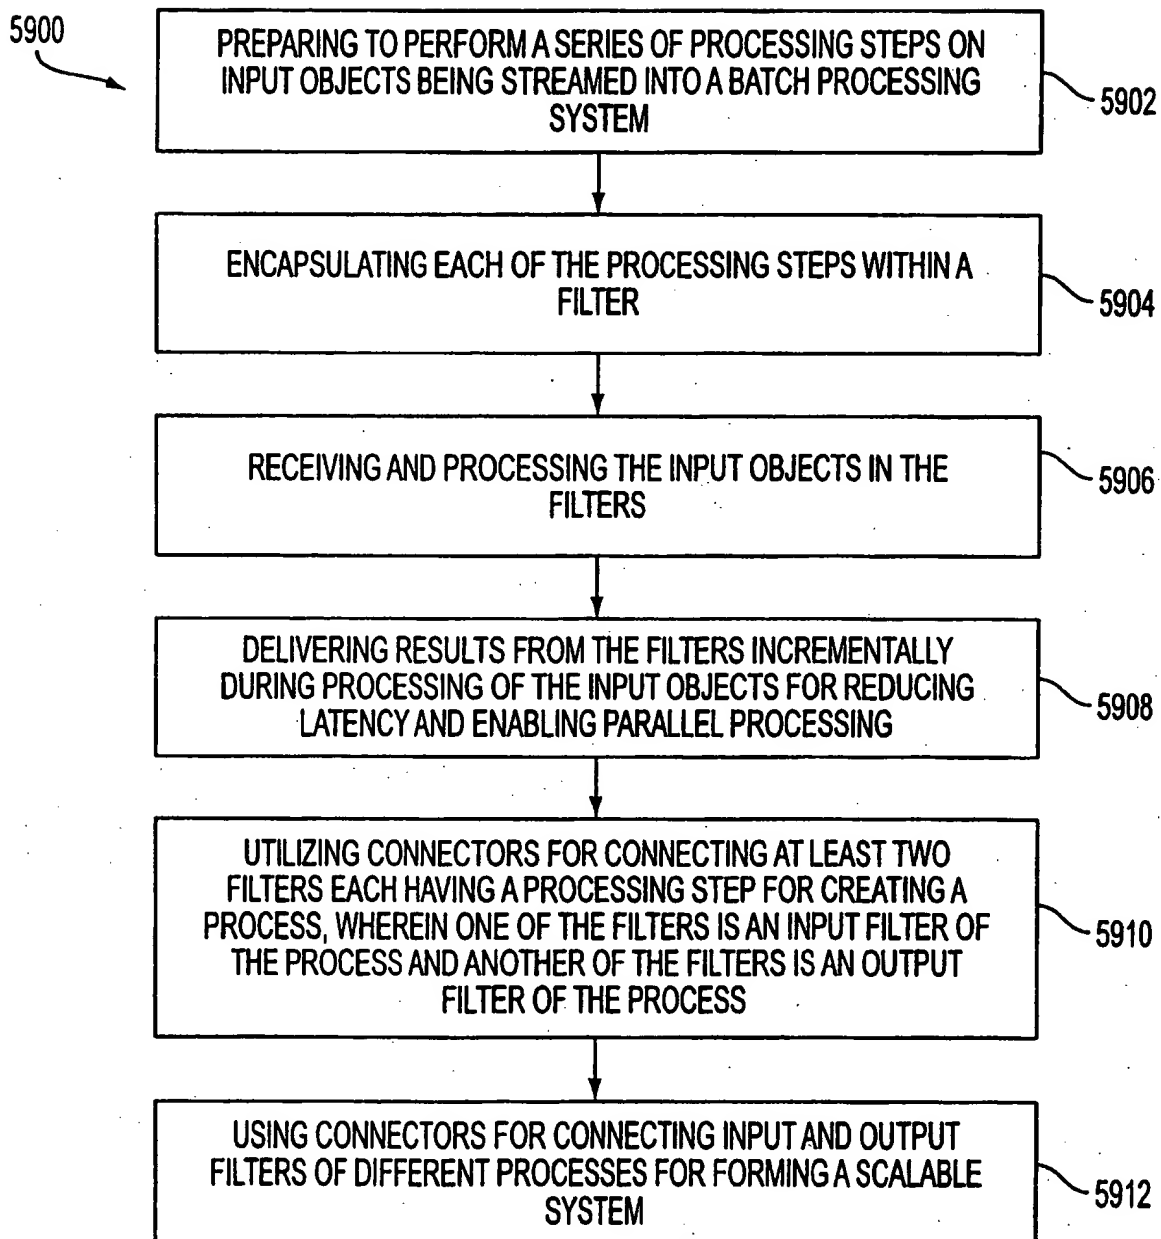 5900
PREPARING TO PERFORM A SERIES OF PROCESSING STEPS ON
INPUT OBJECTS BEING STREAMED INTO A BATCH PROCESSING
SYSTEM
5902
ENCAPSULATING EACH OF THE PROCESSING STEPS WITHIN A
FILTER
5904
RECEIVING AND PROCESSING THE INPUT OBJECTS IN THE
FILTERS
5906
DELIVERING RESULTS FROM THE FILTERS INCREMENTALLY
DURING PROCESSING OF THE INPUT OBJECTS FOR REDUCING
LATENCY AND ENABLING PARALLEL PROCESSING
5908
UTILIZING CONNECTORS FOR CONNECTING AT LEAST TWO
FILTERS EACH HAVING A PROCESSING STEP FOR CREATING A
PROCESS, WHEREIN ONE OF THE FILTERS IS AN INPUT FILTER OF
THE PROCESS AND ANOTHER OF THE FILTERS IS AN OUTPUT
FILTER OF THE PROCESS
5910
USING CONNECTORS FOR CONNECTING INPUT AND OUTPUT
FILTERS OF DIFFERENT PROCESSES FOR FORMING A SCALABLE
SYSTEM
5912